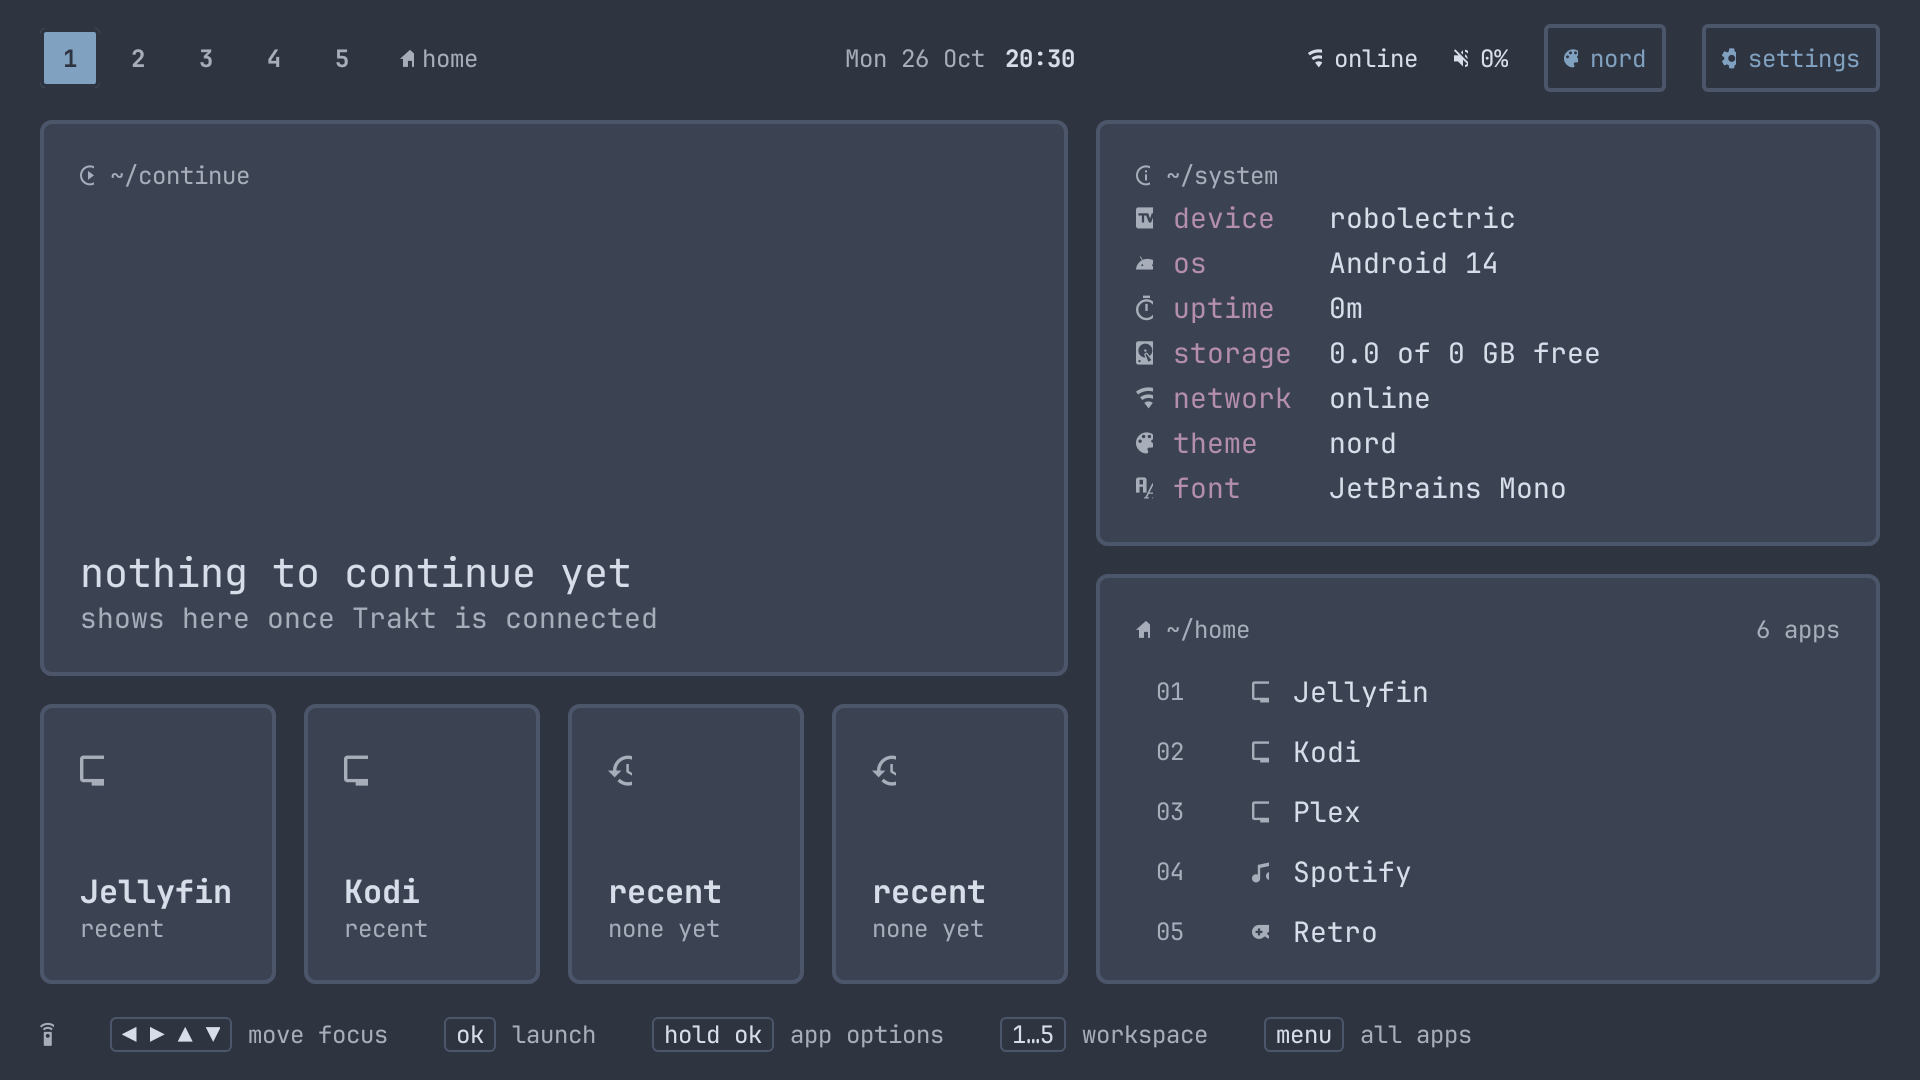 1 2 3 4 5 home
Mon 26 Oct 20:30
online 0% nord settings
~/continue
nothing to continue yet
shows here once Trakt is connected
Jellyfin
recent
Kodi
recent
recent
none yet
recent
none yet
~/system
device robolectric
os Android 14
uptime 0m
storage 0.0 of 0 GB free
network online
theme nord
font JetBrains Mono
~/home 6 apps
01 Jellyfin
02 Kodi
03 Plex
04 Spotify
05 Retro
◀ ▶ ▲ ▼ move focus ok launch hold ok app options 1…5 workspace menu all apps